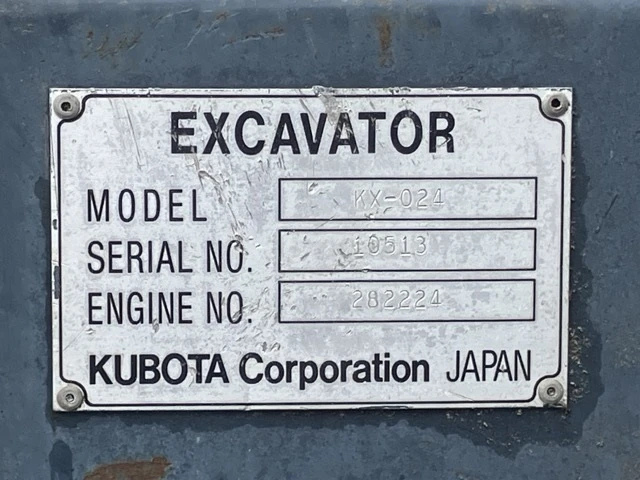 EXCAVATOR
MODEL KX-024
SERIAL NO. 10513
ENGINE NO. 282224
KUBOTA Corporation JAPAN